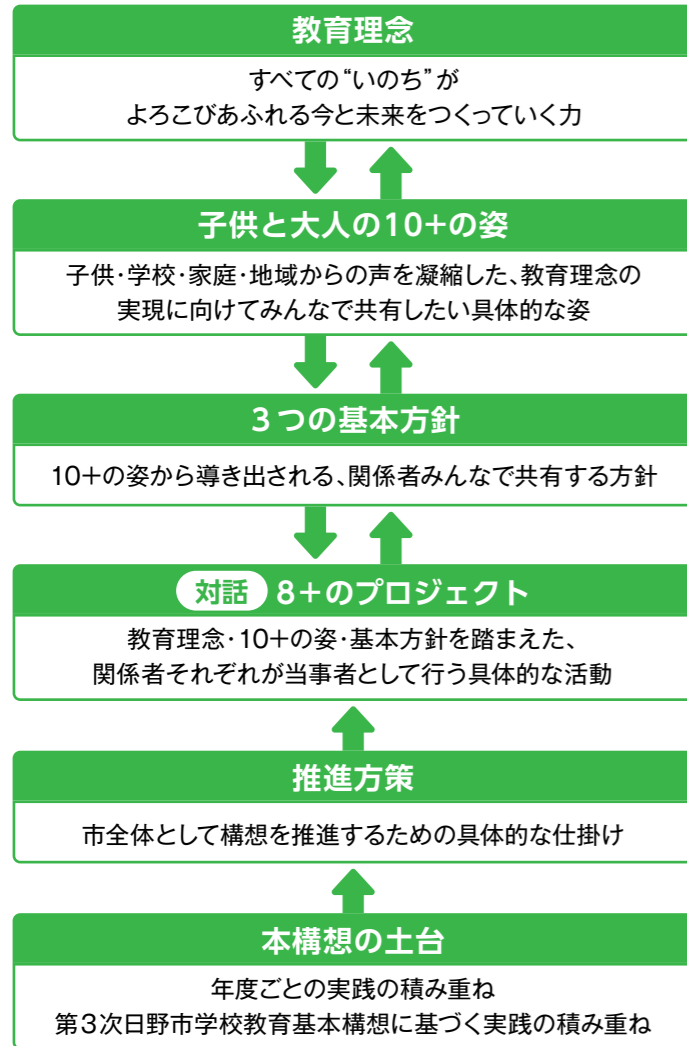 教育理念
すべての“いのち”が
よろこびあふれる今と未来をつくっていく力
子供と大人の10+の姿
子供・学校・家庭・地域からの声を凝縮した、教育理念の
実現に向けてみんなで共有したい具体的な姿
3つの基本方針
10+の姿から導き出される、関係者みんなで共有する方針
対話 8+のプロジェクト
教育理念・10+の姿・基本方針を踏まえた、
関係者それぞれが当事者として行う具体的な活動
推進方策
市全体として構想を推進するための具体的な仕掛け
本構想の土台
年度ごとの実践の積み重ね
第3次日野市学校教育基本構想に基づく実践の積み重ね